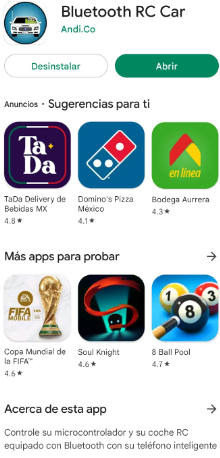 Bluetooth RC Car
Andi.Co
Desinstalar
Abrir
Anuncios · Sugerencias para ti
TaDa
en línea
TaDa Delivery de
Bebidas MX
4.8 ★
Domino's Pizza
México
4.1 ★
Bodega Aurrera
4.3 ★
Más apps para probar
EA
FIFA
MOBILE
8
1
Copa Mundial de
la FIFA™
4.6 ★
Soul Knight
4.6 ★
8 Ball Pool
4.7 ★
Acerca de esta app
Controle su microcontrolador y su coche RC
equipado con Bluetooth con su teléfono inteligente